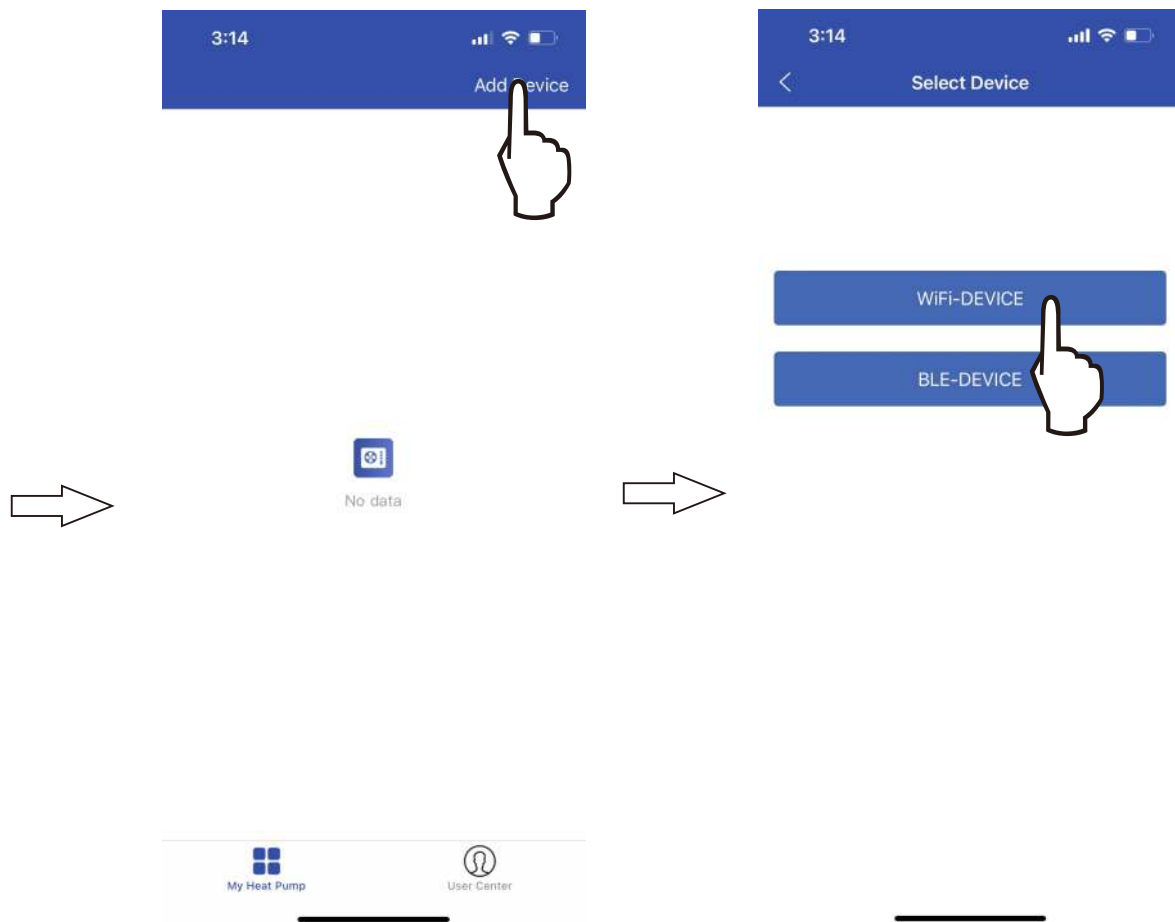 3:14
Add Device
No data
My Heat Pump
User Center
3:14
Select Device
WiFi-DEVICE
BLE-DEVICE